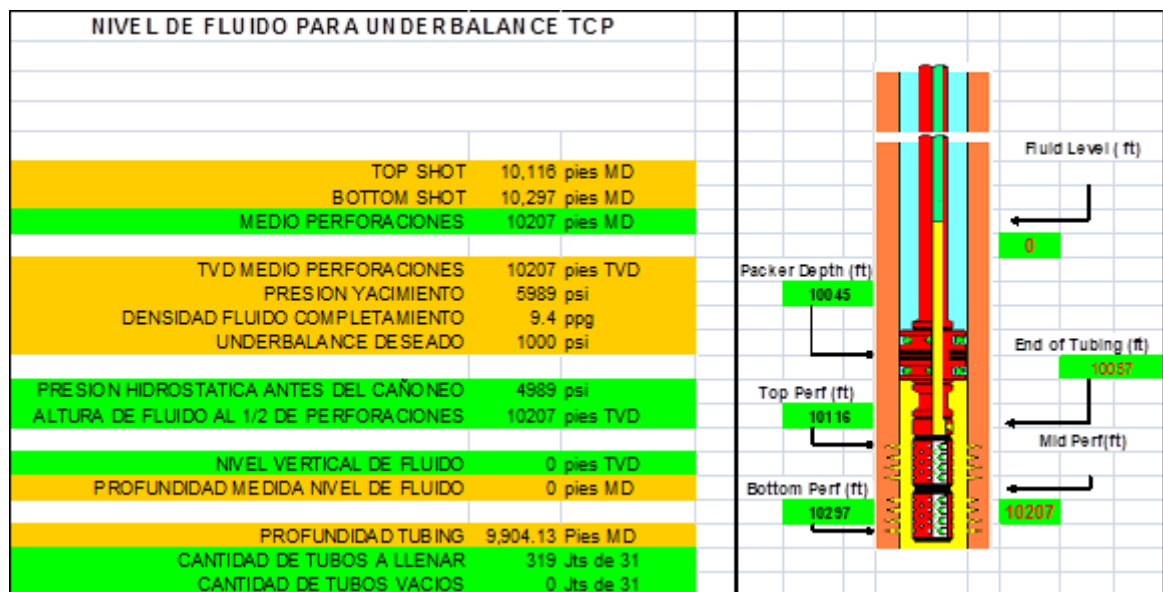 NIVEL DE FLUIDO PARA UNDERBALANCE TCP
TOP SHOT 10,116 pies MD
BOTTOM SHOT 10,297 pies MD
MEDIO PERFORACIONES 10207 pies MD
TVD MEDIO PERFORACIONES 10207 pies TVD
PRESION YACIMIENTO 5989 psi
DENSIDAD FLUIDO COMPLETAMIENTO 9.4 ppg
UNDERBALANCE DESEADO 1000 psi
PRESION HIDROSTATICA ANTES DEL CAÑONEO 4989 psi
ALTURA DE FLUIDO AL 1/2 DE PERFORACIONES 10207 pies TVD
NIVEL VERTICAL DE FLUIDO 0 pies TVD
PROFUNDIDAD MEDIDA NIVEL DE FLUIDO 0 pies MD
PROFUNDIDAD TUBING 9,904.13 Pies MD
CANTIDAD DE TUBOS A LLENAR 319 Jts de 31
CANTIDAD DE TUBOS VACIOS 0 Jts de 31
Fluid Level ( ft)
0
Packer Depth (ft)
10045
End of Tubing (ft)
10057
Top Perf (ft)
10116
Mid Perf(ft)
10207
Bottom Perf (ft)
10297